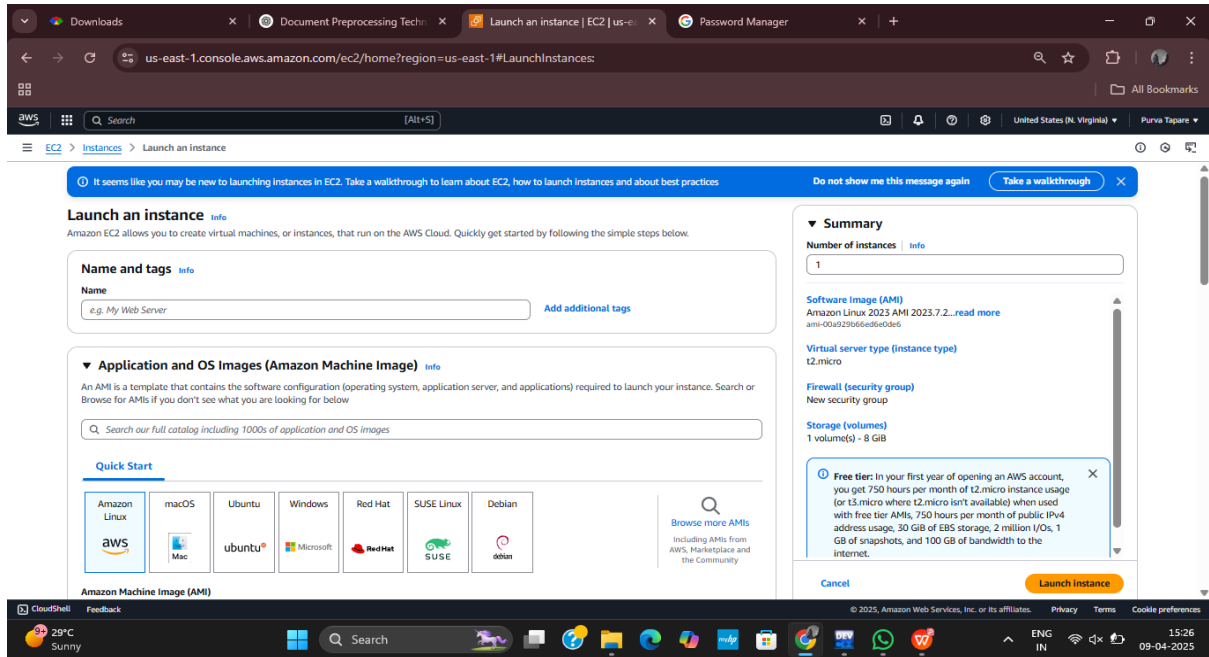 Downloads
Document Preprocessing Techn
Launch an instance | EC2 | us-ea
Password Manager
us-east-1.console.aws.amazon.com/ec2/home?region=us-east-1#LaunchInstances:
All Bookmarks
aws
Search [Alt+S]
United States (N. Virginia)
Purva Tapare
EC2 > Instances > Launch an instance
It seems like you may be new to launching instances in EC2. Take a walkthrough to learn about EC2, how to launch instances and about best practices
Do not show me this message again
Take a walkthrough
Launch an instance Info
Amazon EC2 allows you to create virtual machines, or instances, that run on the AWS Cloud. Quickly get started by following the simple steps below.
Name and tags Info
Name
e.g. My Web Server
Add additional tags
Application and OS Images (Amazon Machine Image) Info
An AMI is a template that contains the software configuration (operating system, application server, and applications) required to launch your instance. Search or
Browse for AMIs if you don't see what you are looking for below
Search our full catalog including 1000s of application and OS images
Quick Start
Amazon
Linux
aws
macOS
Mac
Ubuntu
ubuntu
Windows
Microsoft
Red Hat
RedHat
SUSE Linux
SUSE
Debian
debian
Browse more AMIs
Including AMIs from
AWS, Marketplace and
the Community
Amazon Machine Image (AMI)
Summary
Number of instances | Info
1
Software Image (AMI)
Amazon Linux 2023 AMI 2023.7.2...read more
ami-00a929b66ed6e0de6
Virtual server type (instance type)
t2.micro
Firewall (security group)
New security group
Storage (volumes)
1 volume(s) - 8 GiB
Free tier: In your first year of opening an AWS account,
you get 750 hours per month of t2.micro instance usage
(or t3.micro where t2.micro isn't available) when used
with free tier AMIs, 750 hours per month of public IPv4
address usage, 30 GiB of EBS storage, 2 million I/Os, 1
GB of snapshots, and 100 GB of bandwidth to the
internet.
Cancel
Launch instance
CloudShell
Feedback
© 2025, Amazon Web Services, Inc. or its affiliates.
Privacy
Terms
Cookie preferences
9+
29°C
Sunny
Search
myhp
DEV
ENG
IN
15:26
09-04-2025